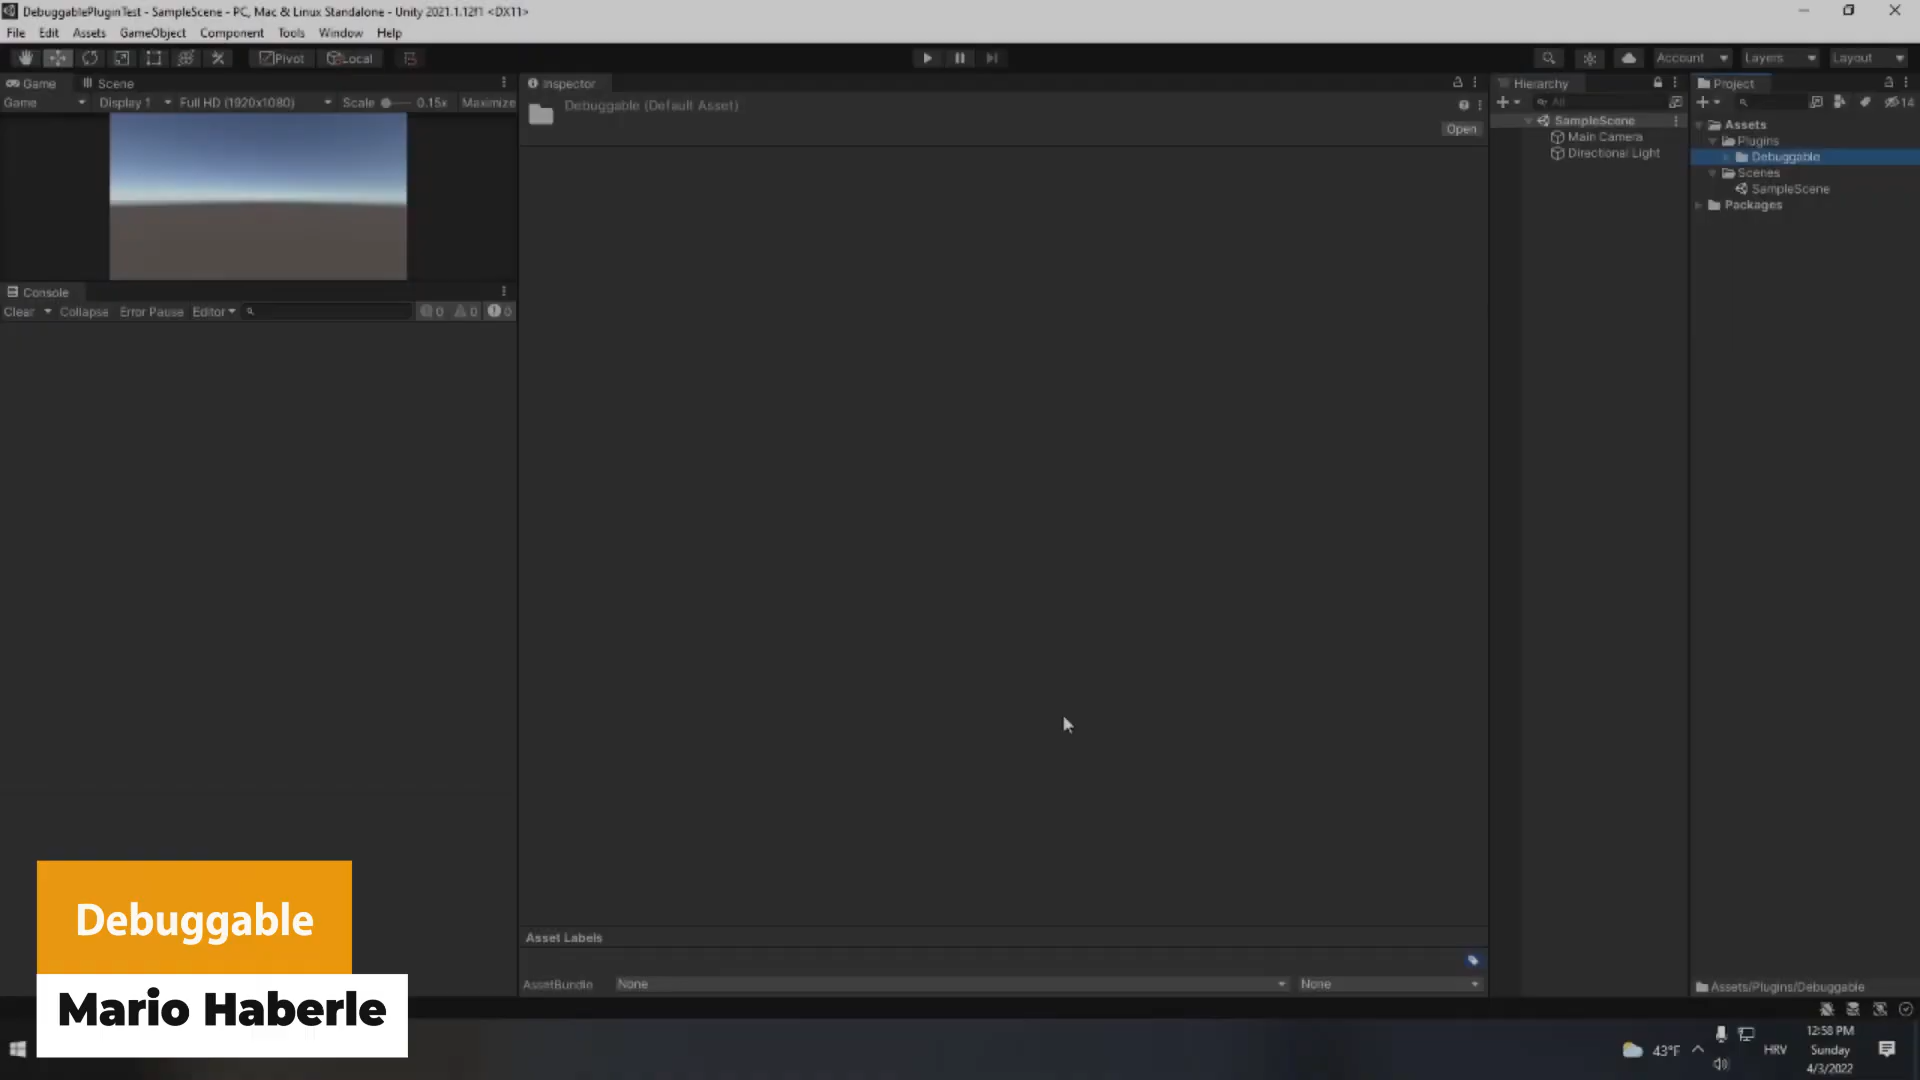 DebuggablePluginTest - SampleScene - PC, Mac & Linux Standalone - Unity 2021.1.12f1 <DX11>
File Edit Assets GameObject Component Tools Window Help
Pivot Local Account Layers Layout
Game Scene
Game Display 1 Full HD (1920x1080) Scale 0.15x Maximize
Console
Clear Collapse Error Pause Editor 0 0 0
Inspector
Debuggable (Default Asset)
Open
Hierarchy
All
SampleScene
Main Camera
Directional Light
Project
14
Assets
Plugins
Debuggable
Scenes
SampleScene
Packages
Asset Labels
AssetBundle None None
Assets/Plugins/Debuggable
Debuggable
Mario Haberle
43°F HRV
12:58 PM
Sunday
4/3/2022